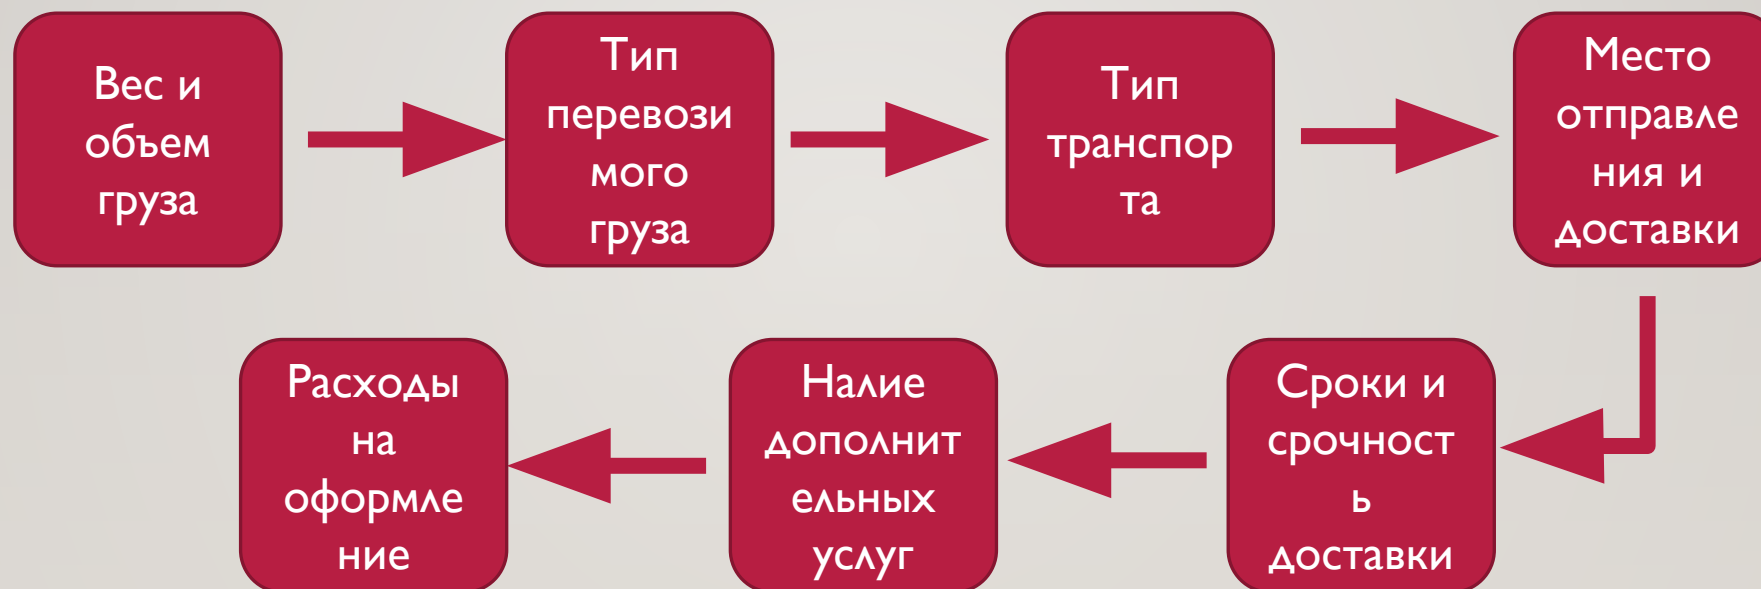 Вес и
объем
груза
Тип
перевози
мого
груза
Тип
транспор
та
Место
отправле
ния и
доставки
Сроки и
срочност
ь
доставки
Налие
дополнит
ельных
услуг
Расходы
на
оформле
ние